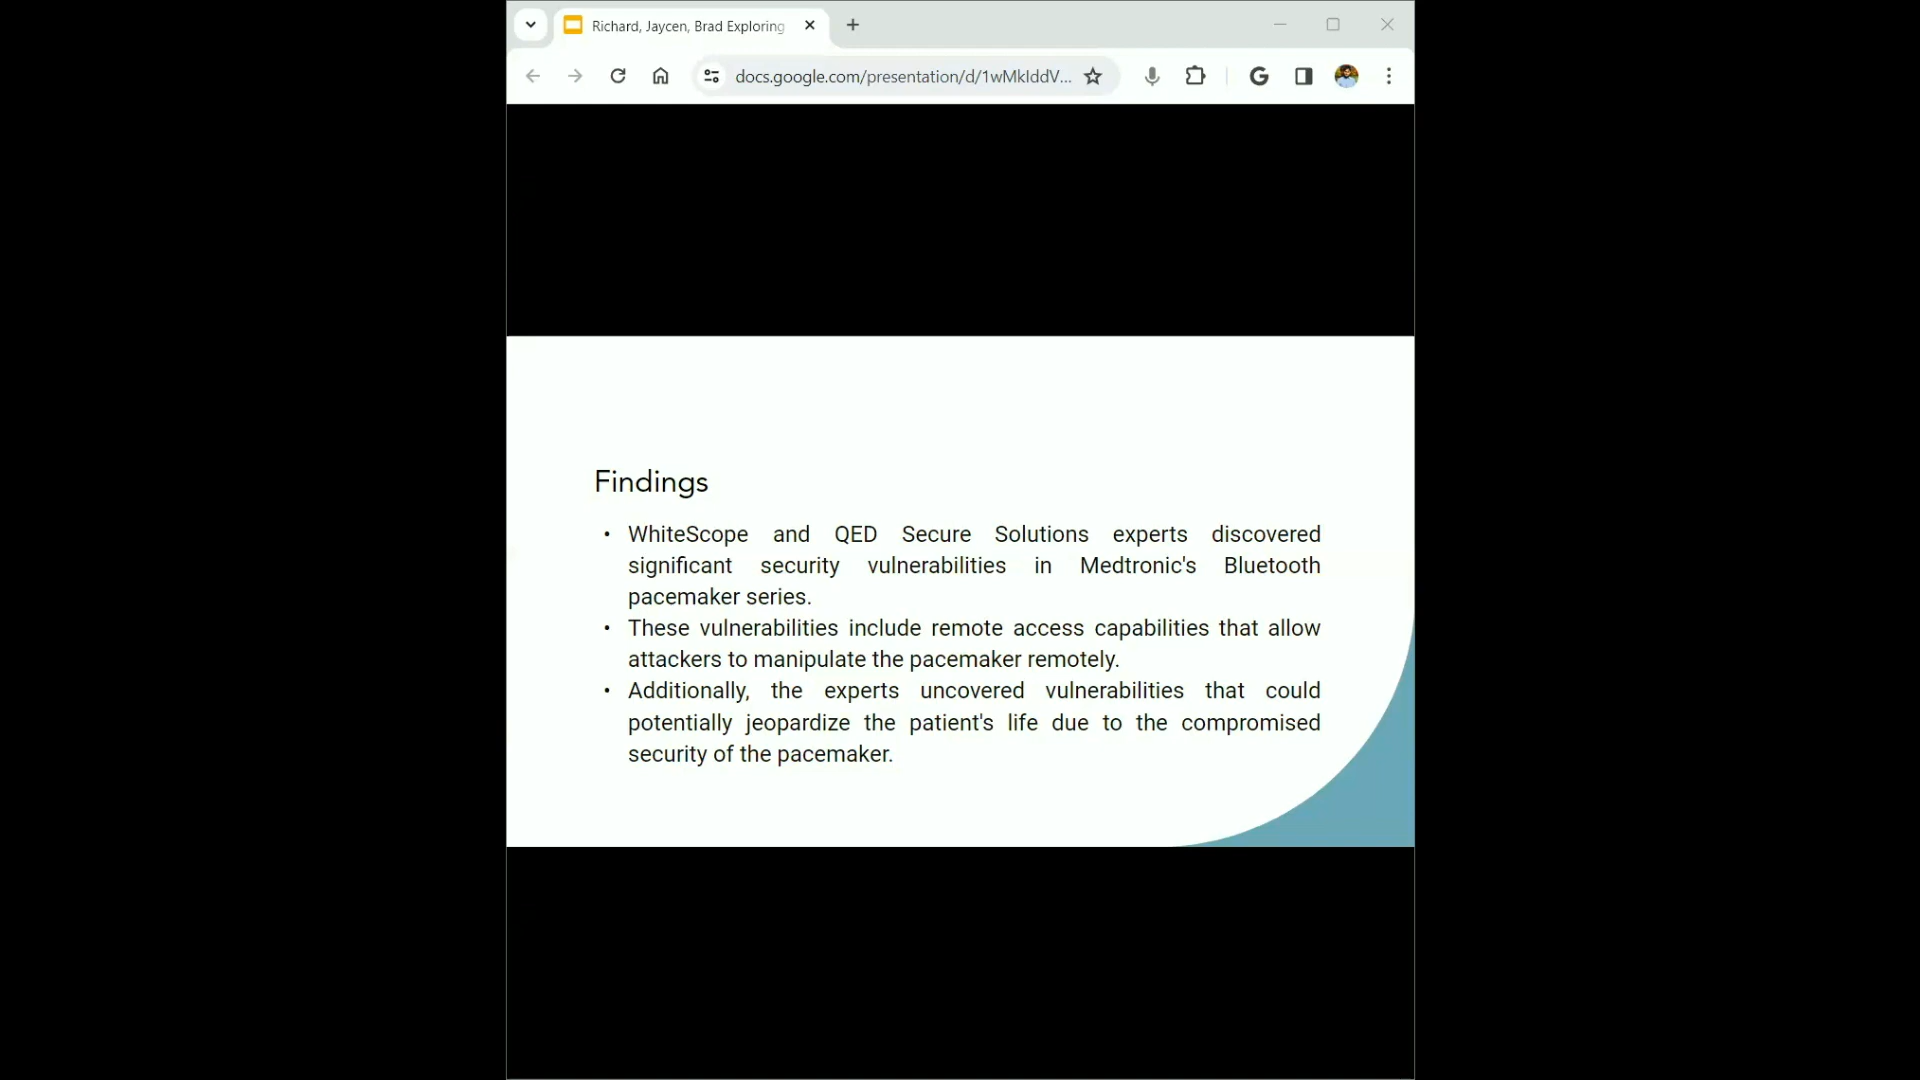 Richard, Jaycen, Brad Exploring
docs.google.com/presentation/d/1wMkIddV...
Findings
• WhiteScope and QED Secure Solutions experts discovered
significant security vulnerabilities in Medtronic's Bluetooth
pacemaker series.
• These vulnerabilities include remote access capabilities that allow
attackers to manipulate the pacemaker remotely.
• Additionally, the experts uncovered vulnerabilities that could
potentially jeopardize the patient's life due to the compromised
security of the pacemaker.